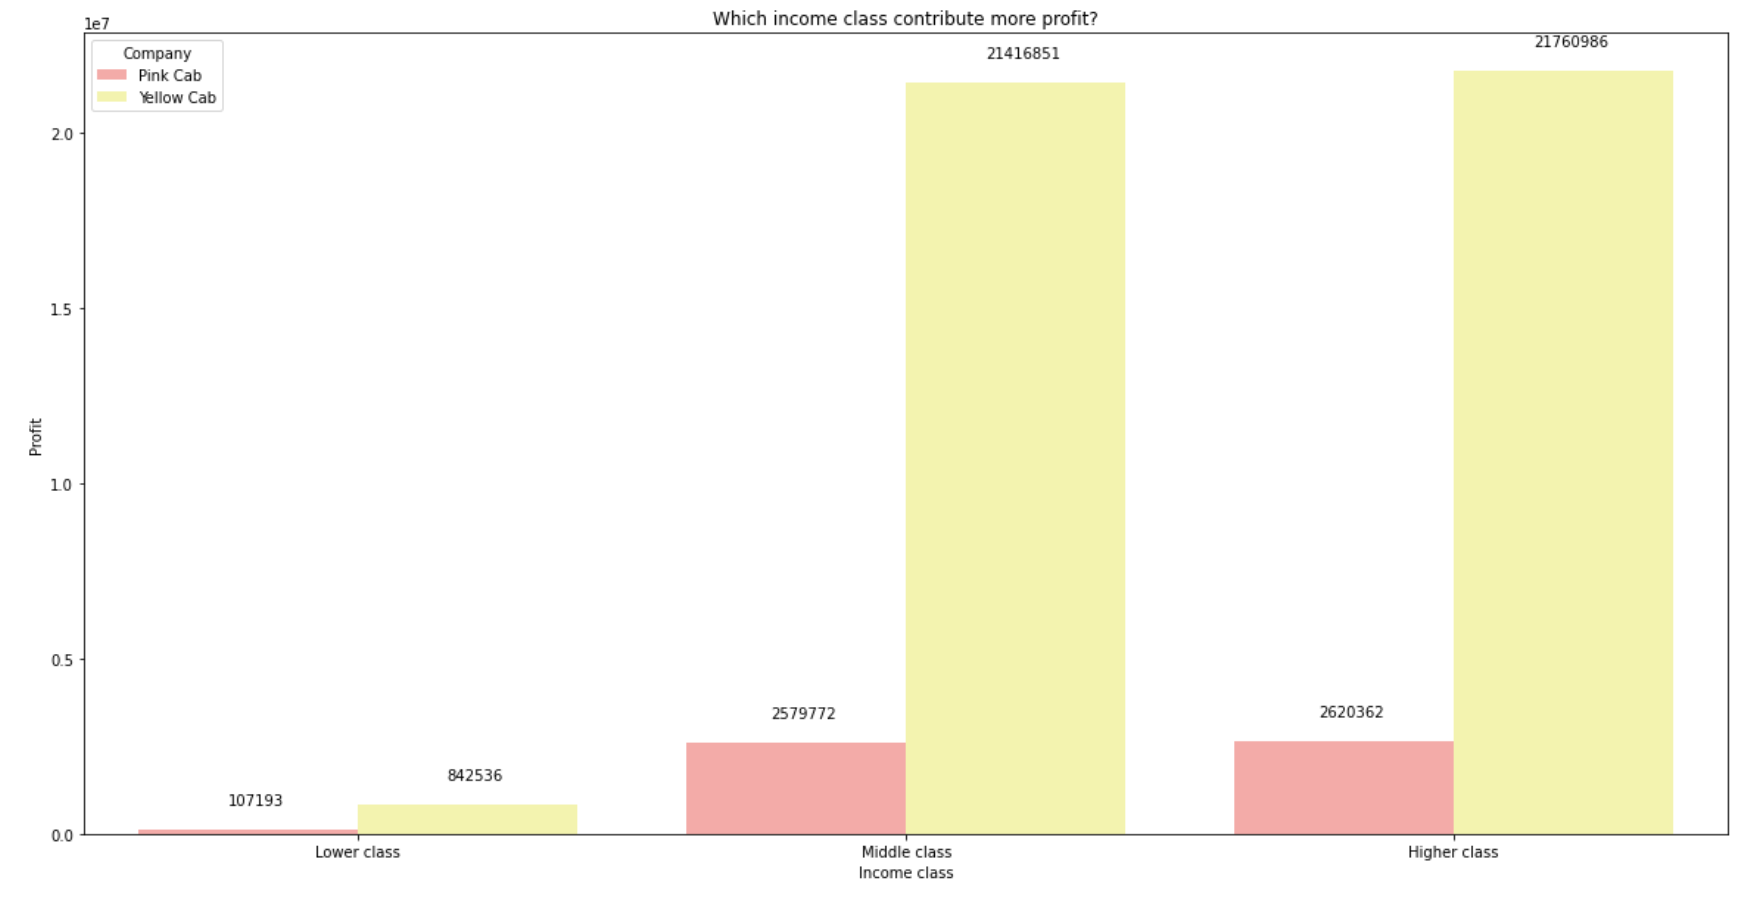 Which income class contribute more profit?
1e7
Company
Pink Cab
Yellow Cab
21416851
21760986
2.0
1.5
Profit
1.0
0.5
2579772
2620362
842536
107193
0.0
Lower class
Middle class
Higher class
Income class